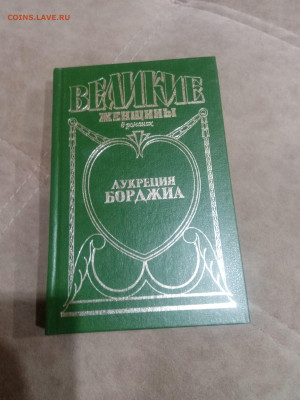 COINS.LAVE.RU
ВЕЛИКИЕ
ЖЕНЩИНЫ
в романах
ЛУКРЕЦИЯ
БОРДЖИА